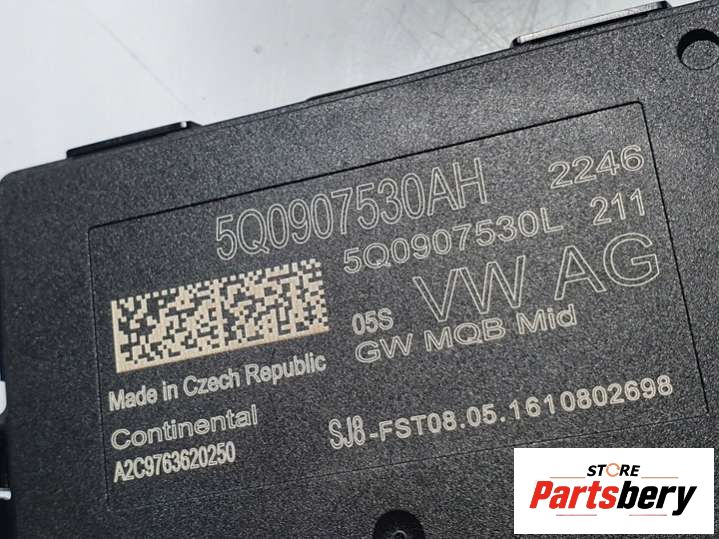 5Q0907530AH 2246
5Q0907530L 211
05S VW AG
GW MQB Mid
Made in Czech Republic
Continental
A2C9763620250
SJ8-FST08.05.1610802698
STORE
Partsbery